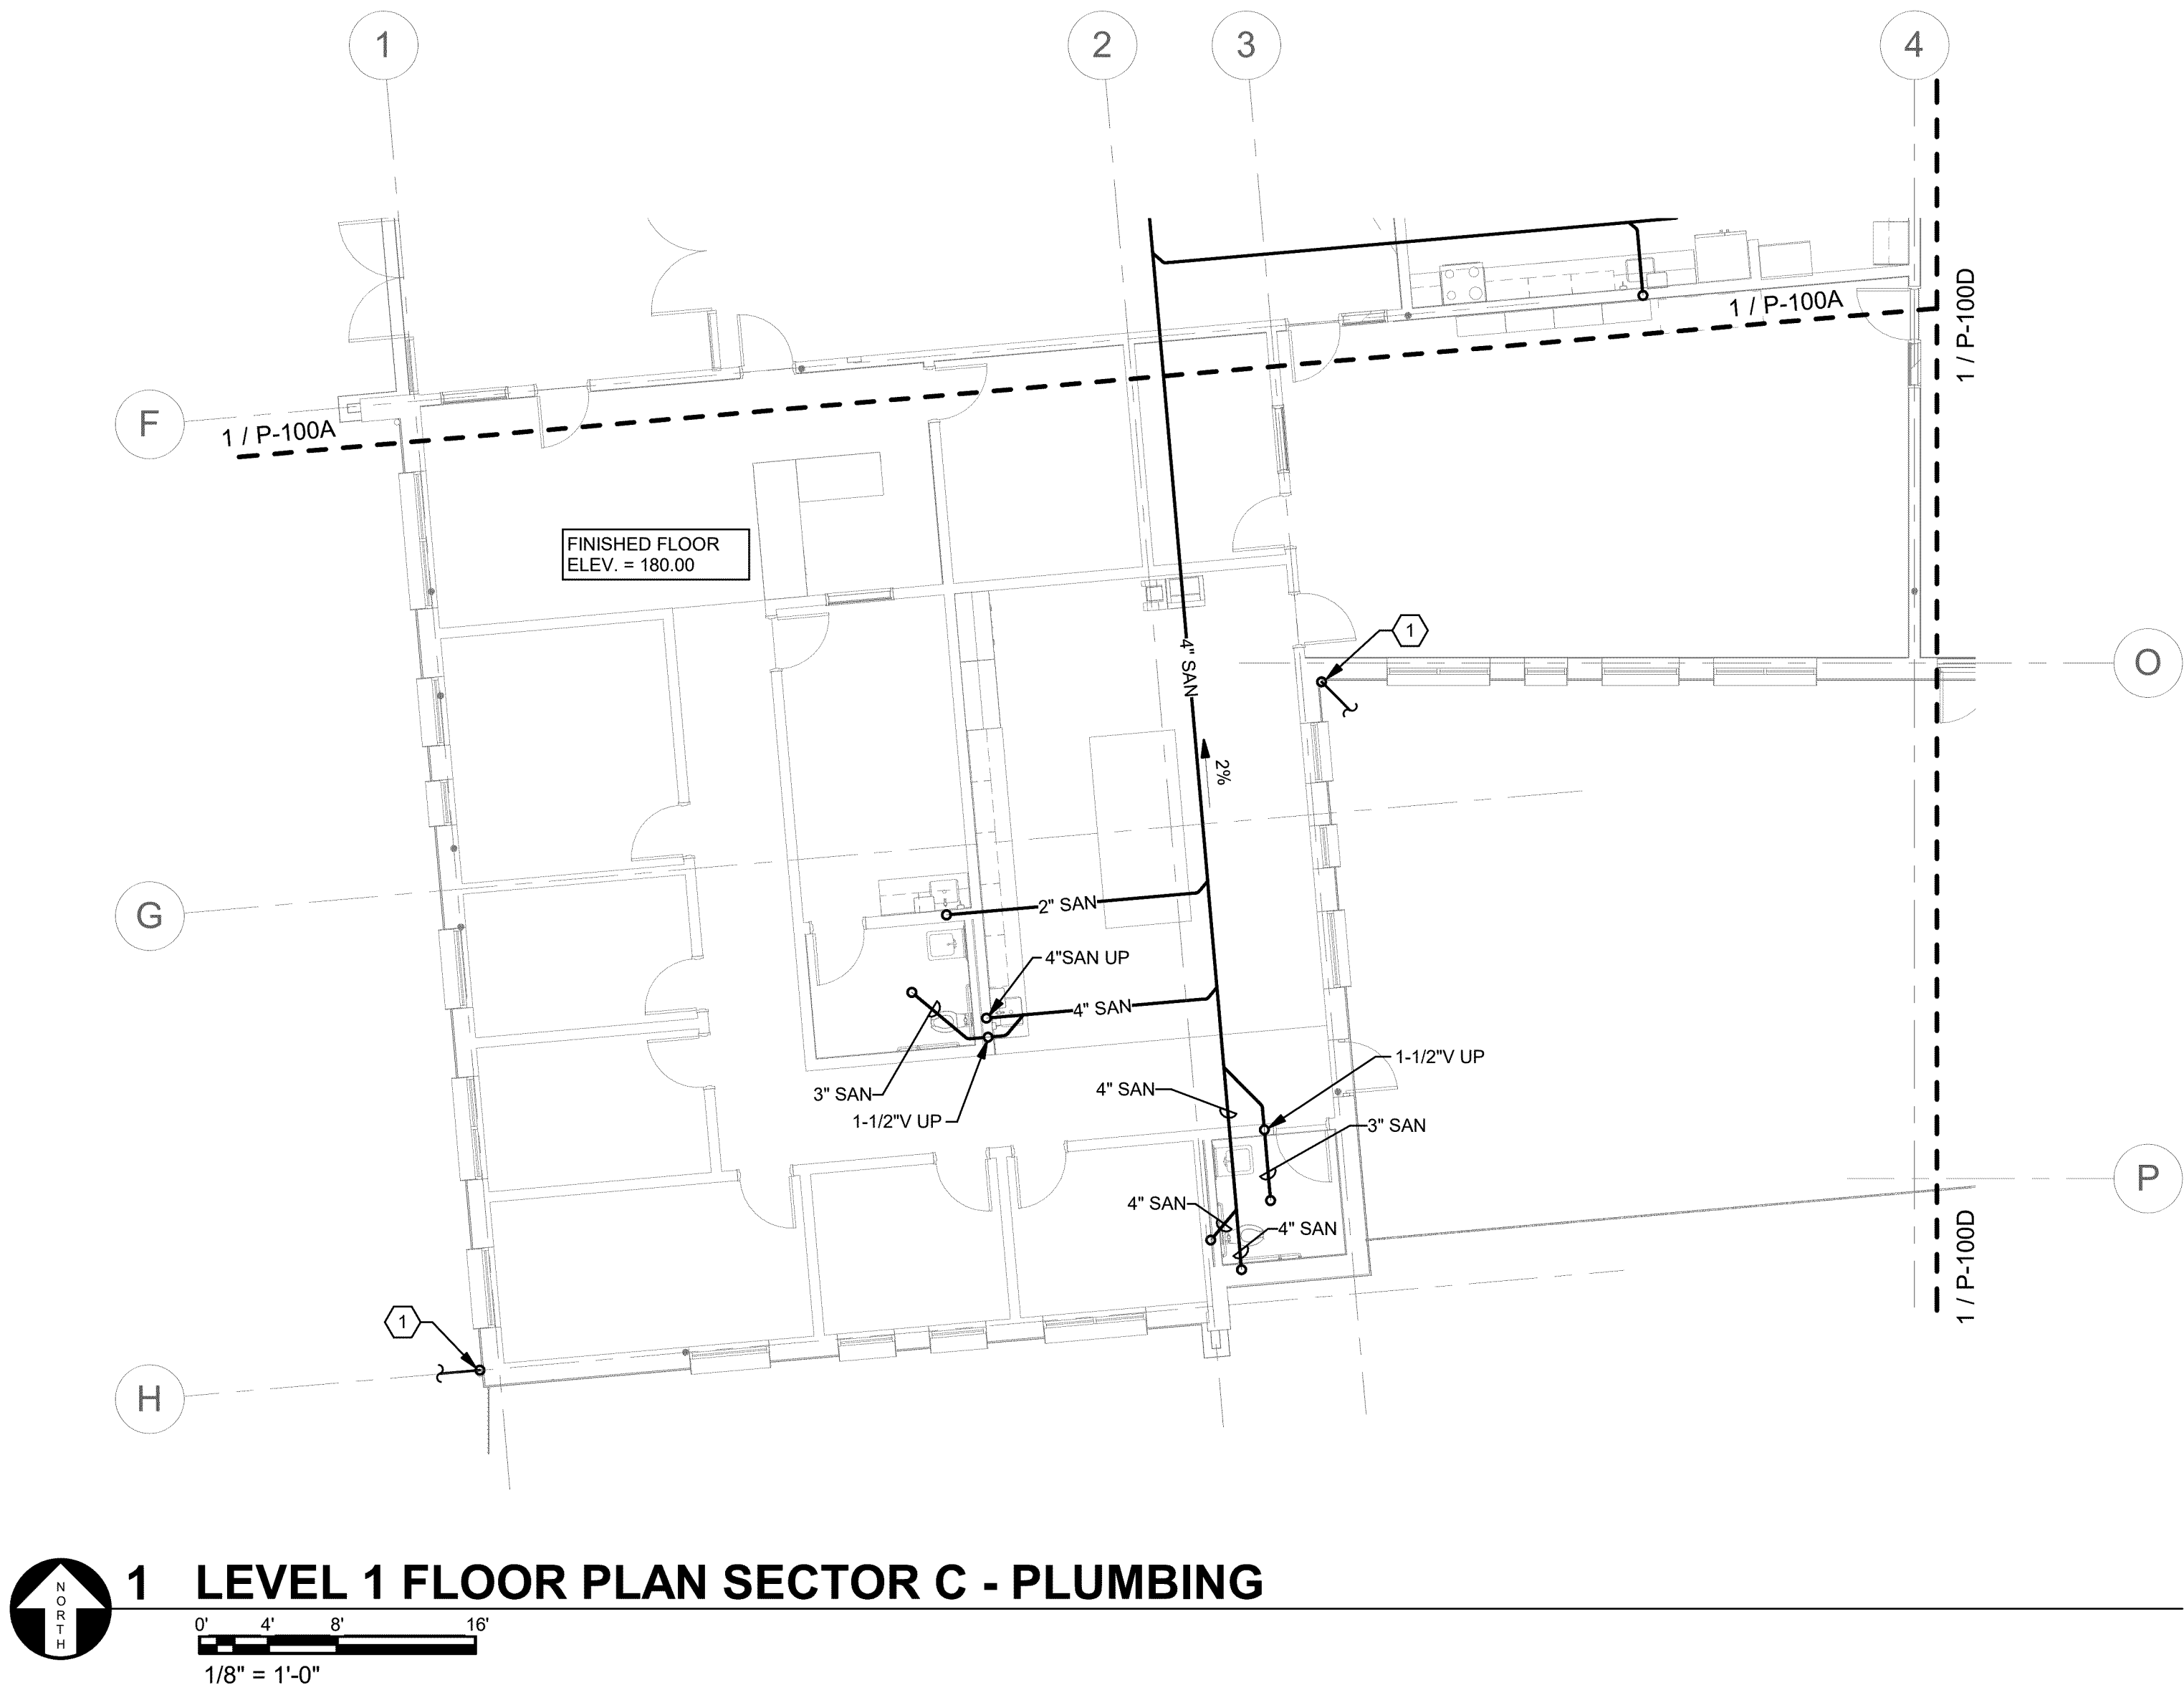 1
2
3
4
1 / P-100D
1 / P-100A
F
1 / P-100A
FINISHED FLOOR
ELEV. = 180.00
1
4" SAN
O
2%
G
2" SAN
4"SAN UP
4" SAN
1-1/2"V UP
3" SAN
4" SAN
1-1/2"V UP
3" SAN
P
4" SAN
4" SAN
1 / P-100D
1
H
NORTH
1 LEVEL 1 FLOOR PLAN SECTOR C - PLUMBING
0' 4' 8' 16'
1/8" = 1'-0"